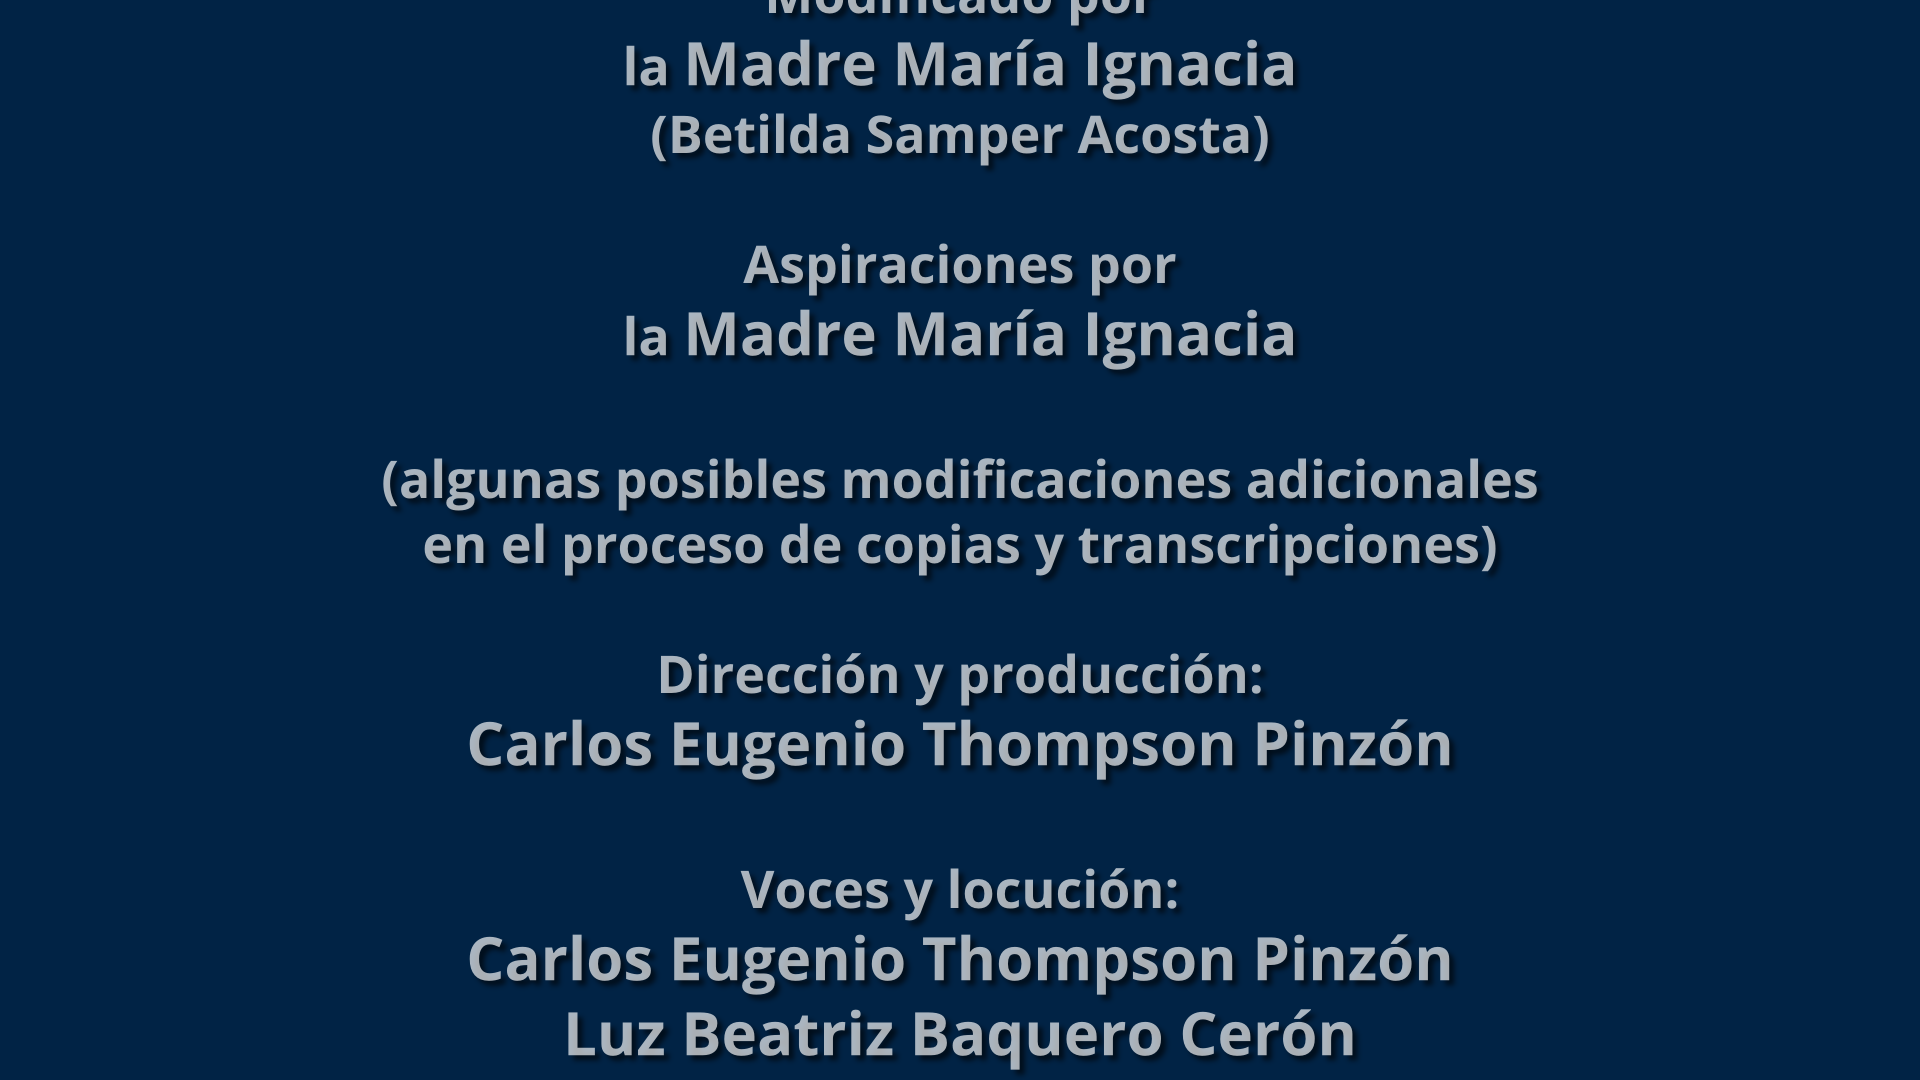 Modificado por
la Madre María Ignacia
(Betilda Samper Acosta)
Aspiraciones por
la Madre María Ignacia
(algunas posibles modificaciones adicionales
en el proceso de copias y transcripciones)
Dirección y producción:
Carlos Eugenio Thompson Pinzón
Voces y locución:
Carlos Eugenio Thompson Pinzón
Luz Beatriz Baquero Cerón